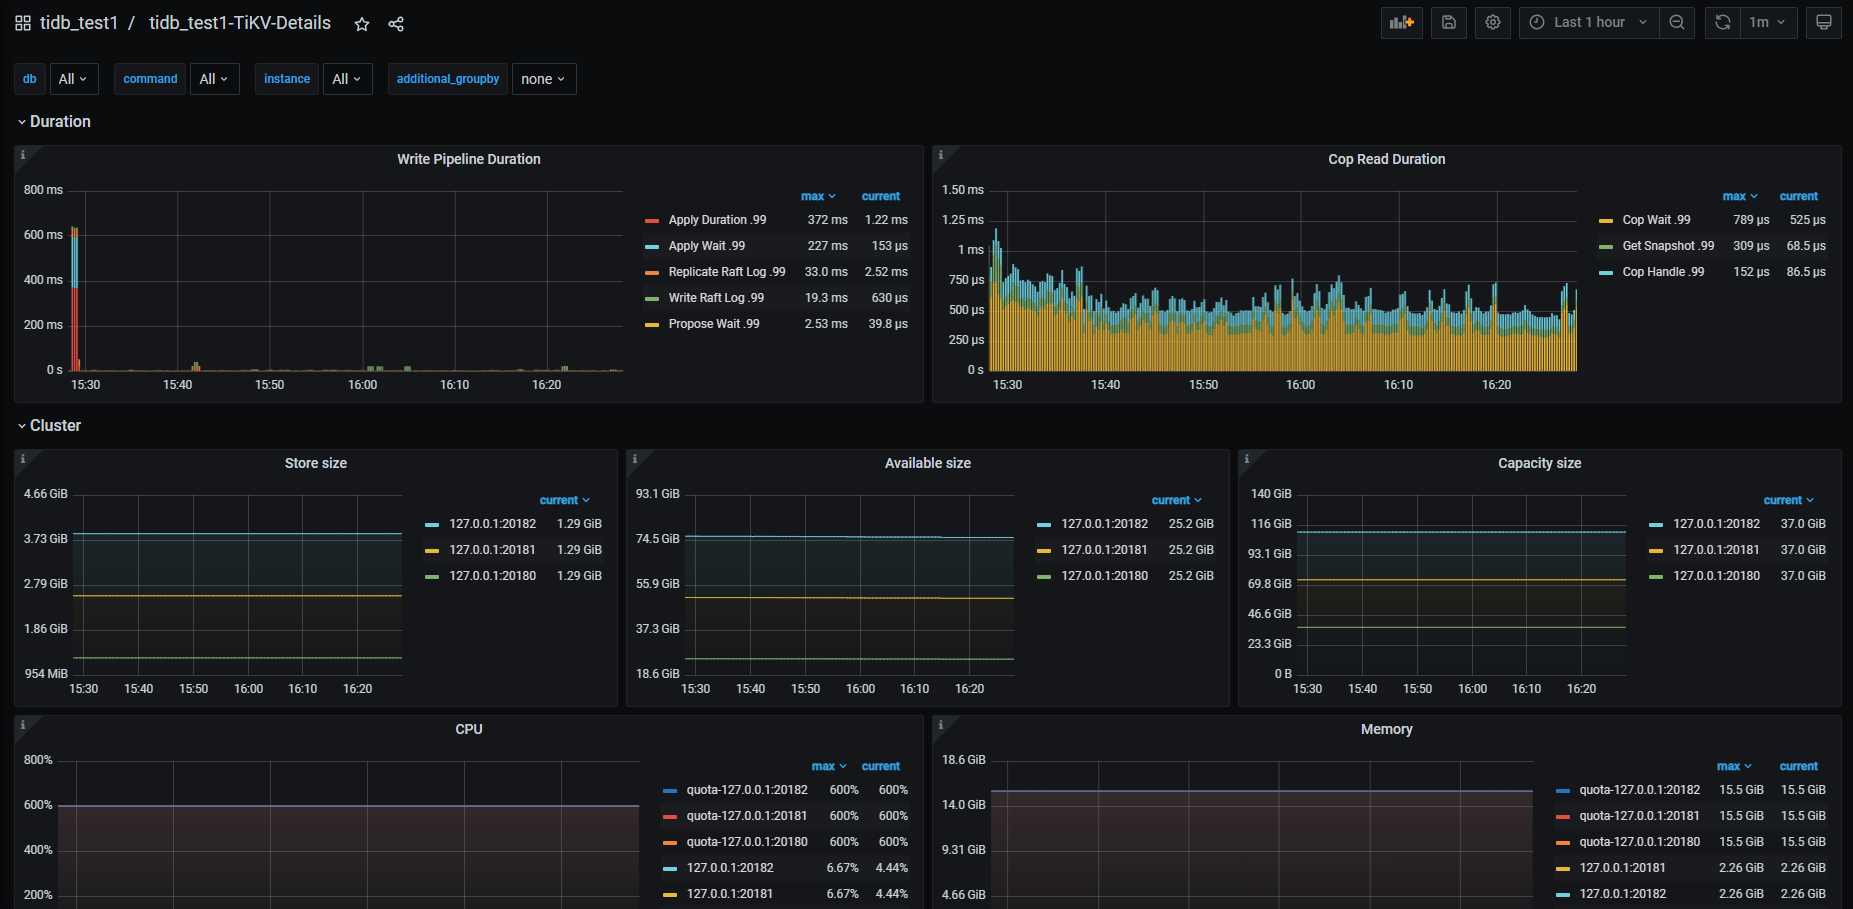 tidb_test1 / tidb_test1-TiKV-Details
Last 1 hour 1m
db All command All instance All additional_groupby none
Duration
Write Pipeline Duration
800 ms
600 ms
400 ms
200 ms
0 s
15:30 15:40 15:50 16:00 16:10 16:20
max current
Apply Duration .99 372 ms 1.22 ms
Apply Wait .99 227 ms 153 µs
Replicate Raft Log .99 33.0 ms 2.52 ms
Write Raft Log .99 19.3 ms 630 µs
Propose Wait .99 2.53 ms 39.8 µs
Cop Read Duration
1.50 ms
1.25 ms
1 ms
750 µs
500 µs
250 µs
0 s
15:30 15:40 15:50 16:00 16:10 16:20
max current
Cop Wait .99 789 µs 525 µs
Get Snapshot .99 309 µs 68.5 µs
Cop Handle .99 152 µs 86.5 µs
Cluster
Store size
4.66 GiB
3.73 GiB
2.79 GiB
1.86 GiB
954 MiB
15:30 15:40 15:50 16:00 16:10 16:20
current
127.0.0.1:20182 1.29 GiB
127.0.0.1:20181 1.29 GiB
127.0.0.1:20180 1.29 GiB
Available size
93.1 GiB
74.5 GiB
55.9 GiB
37.3 GiB
18.6 GiB
15:30 15:40 15:50 16:00 16:10 16:20
current
127.0.0.1:20182 25.2 GiB
127.0.0.1:20181 25.2 GiB
127.0.0.1:20180 25.2 GiB
Capacity size
140 GiB
116 GiB
93.1 GiB
69.8 GiB
46.6 GiB
23.3 GiB
0 B
15:30 15:40 15:50 16:00 16:10 16:20
current
127.0.0.1:20182 37.0 GiB
127.0.0.1:20181 37.0 GiB
127.0.0.1:20180 37.0 GiB
CPU
800%
600%
400%
200%
max current
quota-127.0.0.1:20182 600% 600%
quota-127.0.0.1:20181 600% 600%
quota-127.0.0.1:20180 600% 600%
127.0.0.1:20182 6.67% 4.44%
127.0.0.1:20181 6.67% 4.44%
Memory
18.6 GiB
14.0 GiB
9.31 GiB
4.66 GiB
max current
quota-127.0.0.1:20182 15.5 GiB 15.5 GiB
quota-127.0.0.1:20181 15.5 GiB 15.5 GiB
quota-127.0.0.1:20180 15.5 GiB 15.5 GiB
127.0.0.1:20181 2.26 GiB 2.26 GiB
127.0.0.1:20182 2.26 GiB 2.26 GiB